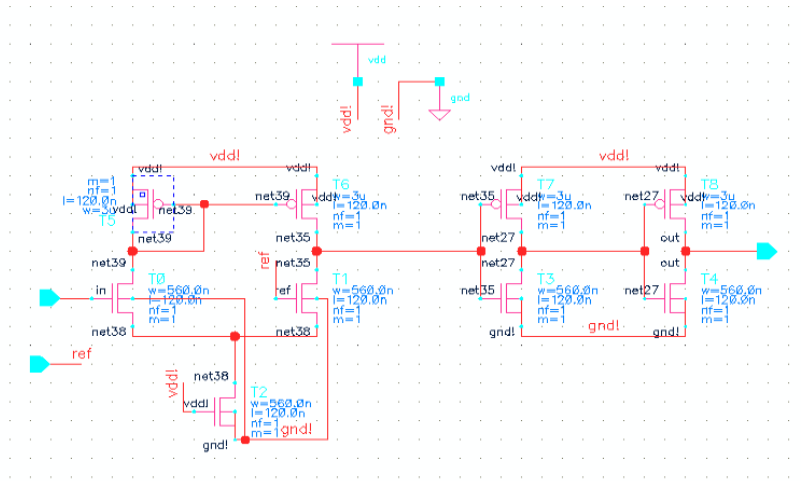 vdd
vdd!
gnd!
gnd
vdd!
vdd!
m=1
nf=1
l=120.0n
w=3u
T5
vdd!
vdd!
net39
net39
vdd!
T6
net39
vdd!
w=3u
l=120.0n
nf=1
m=1
net35
vdd!
T7
net35
vdd!
w=3u
l=120.0n
nf=1
m=1
net27
vdd!
T8
net27
vdd!
w=3u
l=120.0n
nf=1
m=1
out
net39
T0
in
w=560.0n
l=120.0n
nf=1
m=1
net38
ref
net35
T1
ref
w=560.0n
l=120.0n
nf=1
m=1
net38
net27
T3
net35
w=560.0n
l=120.0n
nf=1
m=1
gnd!
gnd!
out
T4
net27
w=560.0n
l=120.0n
nf=1
m=1
gnd!
ref
vdd!
net38
T2
vdd!
w=560.0n
l=120.0n
nf=1
m=1
gnd!
gnd!